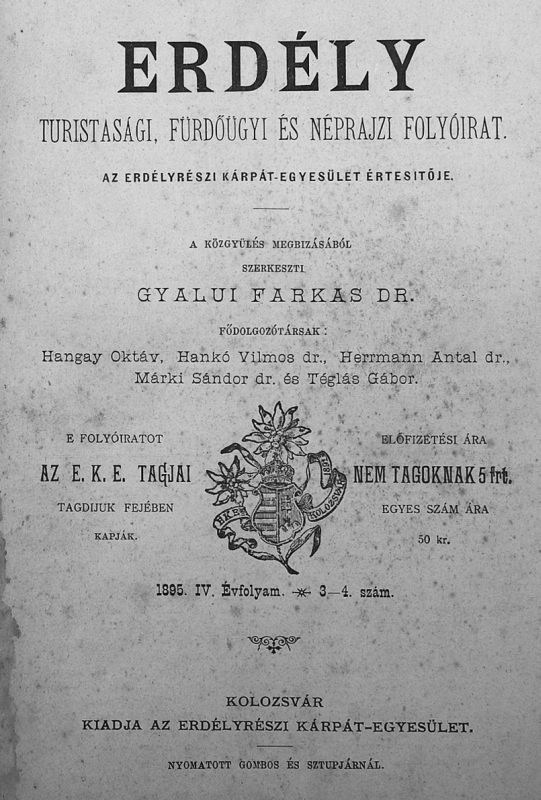 ERDÉLY
TURISTASÁGI, FÜRDŐÜGYI ÉS NÉPRAJZI FOLYÓIRAT.
AZ ERDÉLYRÉSZI KÁRPÁT-EGYESÜLET ÉRTESITŐJE.
A KÖZGYÜLÉS MEGBIZÁSÁBÓL
SZERKESZTI
GYALUI FARKAS DR.
FŐDOLGOZÓTÁRSAK:
Hangay Oktáv, Hankó Vilmos dr., Herrmann Antal dr.,
Márki Sándor dr. és Téglás Gábor.
E FOLYÓIRATOT
AZ E. K. E. TAGJAI
TAGDIJUK FEJÉBEN
KAPJÁK.
EKE
1891
KOLOZSVÁR
ELŐFIZETÉSI ÁRA
NEM TAGOKNAK 5 frt.
EGYES SZÁM ÁRA
50 kr.
1895. IV. Évfolyam. 3—4. szám.
KOLOZSVÁR
KIADJA AZ ERDÉLYRÉSZI KÁRPÁT-EGYESÜLET.
NYOMATOTT GOMBOS ÉS SZTUPJÁRNÁL.